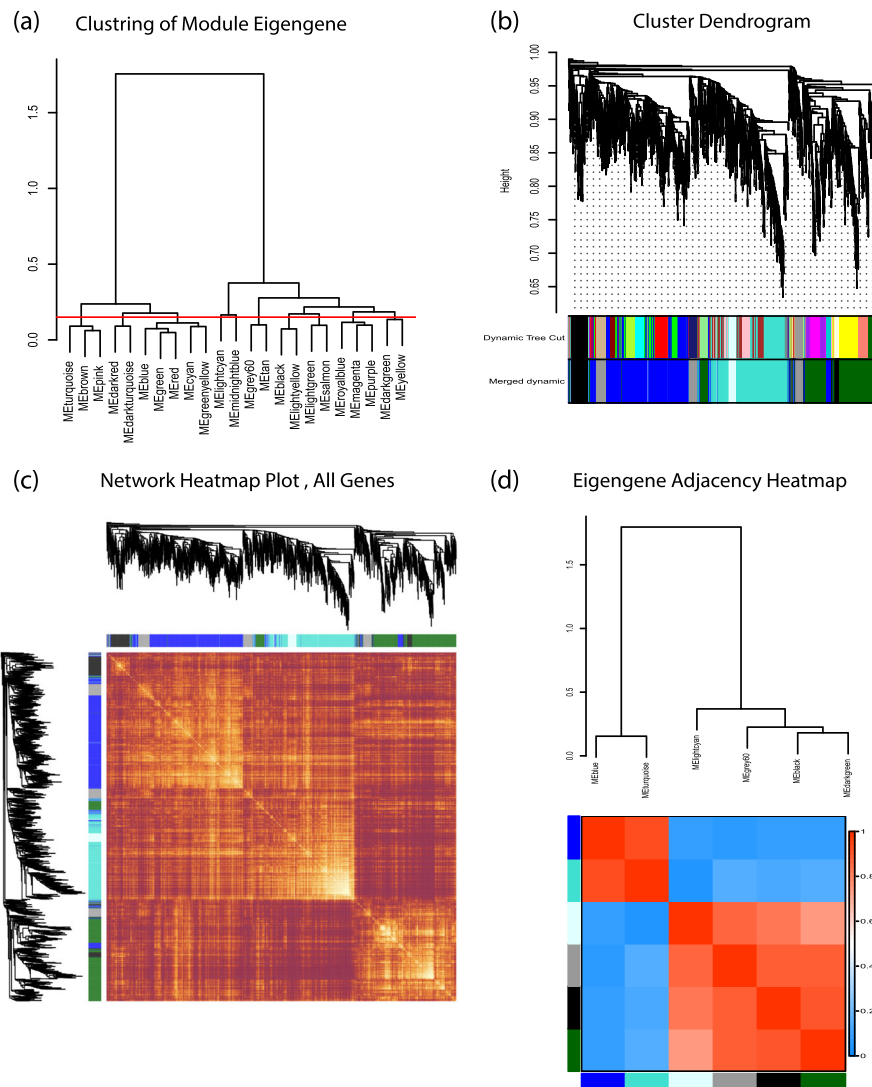 (a)
Clustring of Module Eigengene
1.5
1.0
0.5
0.0
MEturquoise
MEbrown
MEpink
MEdarkred
MEdarkturquoise
MEblue
MEgreen
MEred
MEcyan
MEgreenyellow
MElightcyan
MEmidnightblue
MEgrey60
MEtan
MEblack
MElightyellow
MElightgreen
MEsalmon
MEroyalblue
MEmagenta
MEpurple
MEdarkgreen
MEyellow
(b)
Cluster Dendrogram
Height
1.00
0.95
0.90
0.85
0.80
0.75
0.70
0.65
Dynamic Tree Cut
Merged dynamic
(c)
Network Heatmap Plot , All Genes
(d)
Eigengene Adjacency Heatmap
1.5
1.0
0.5
0.0
MEblue
MEturquoise
MElightcyan
MEgrey60
MEblack
MEdarkgreen
1
0.8
0.6
0.4
0.2
0